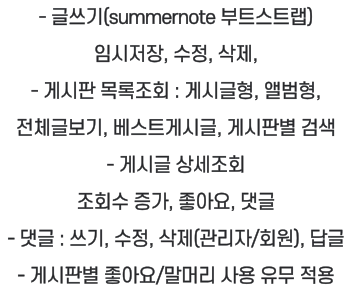 - 글쓰기(summernote 부트스트랩)
임시저장, 수정, 삭제,
- 게시판 목록조회 : 게시글형, 앨범형,
전체글보기, 베스트게시글, 게시판별 검색
- 게시글 상세조회
조회수 증가, 좋아요, 댓글
- 댓글 : 쓰기, 수정, 삭제(관리자/회원), 답글
- 게시판별 좋아요/말머리 사용 유무 적용